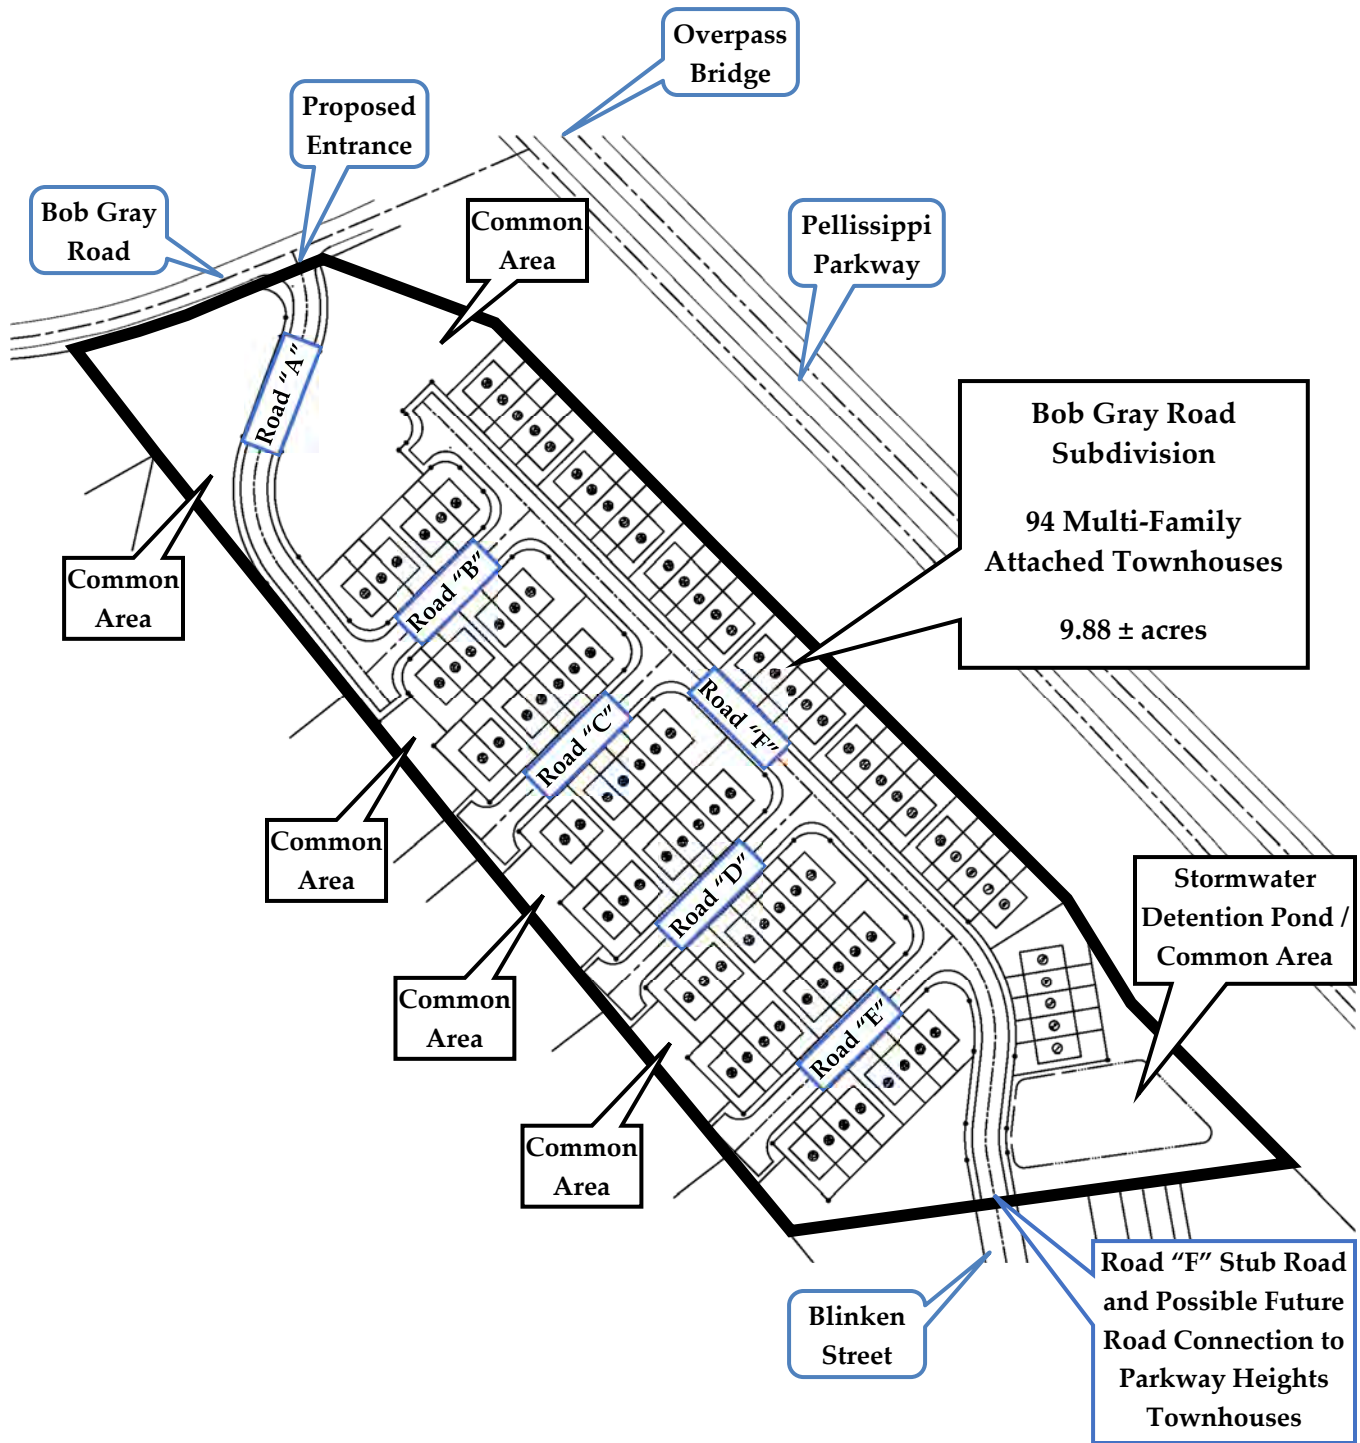 Overpass
Bridge
Proposed
Entrance
Bob Gray
Road
Common
Area
Pellissippi
Parkway
Road “A”
Bob Gray Road
Subdivision
94 Multi-Family
Attached Townhouses
9.88 ± acres
Common
Area
Road “B”
Road “F”
Road “C”
Common
Area
Road “D”
Stormwater
Detention Pond /
Common Area
Common
Area
Road “E”
Common
Area
Blinken
Street
Road “F” Stub Road
and Possible Future
Road Connection to
Parkway Heights
Townhouses